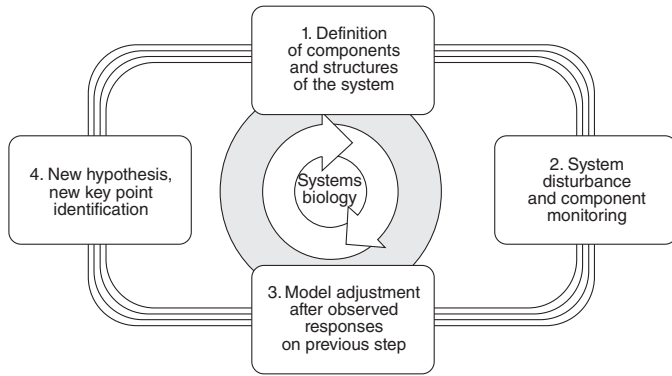 1. Definition
of components
and structures
of the system
2. System
disturbance
and component
monitoring
3. Model adjustment
after observed
responses
on previous step
4. New hypothesis,
new key point
identification
Systems
biology